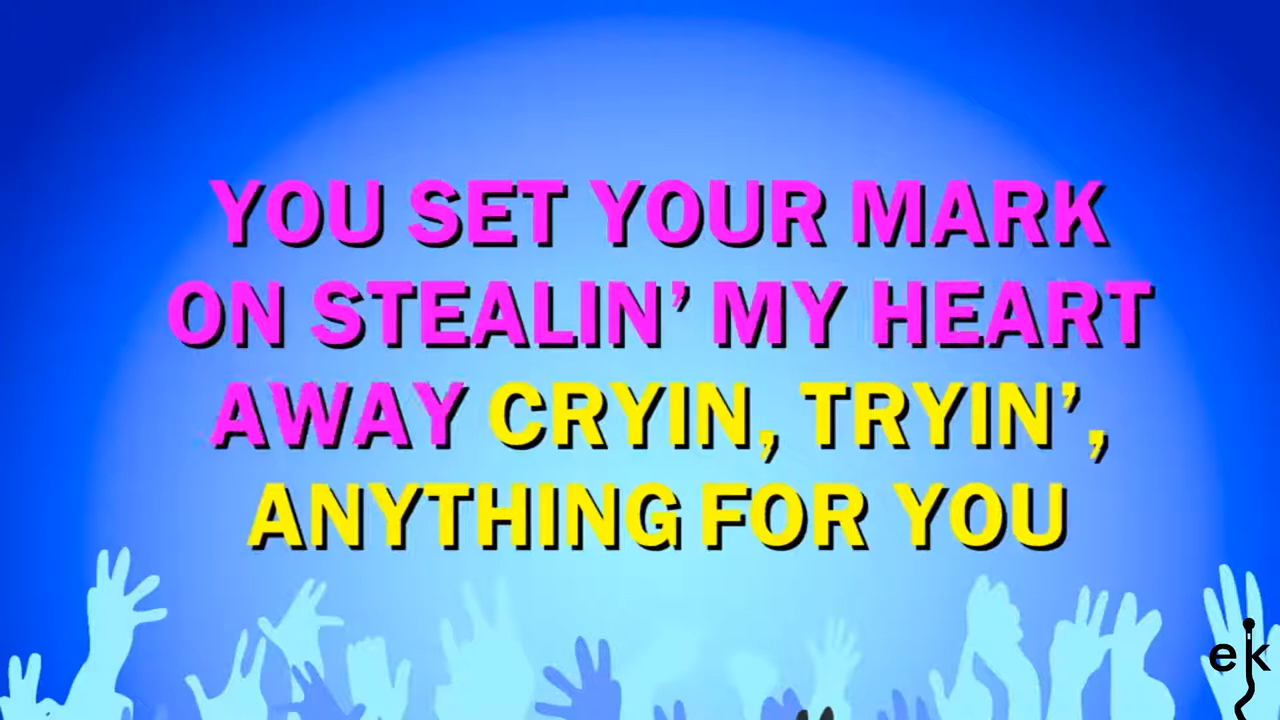 YOU SET YOUR MARK
ON STEALIN’ MY HEART
AWAY CRYIN, TRYIN’,
ANYTHING FOR YOU
ek